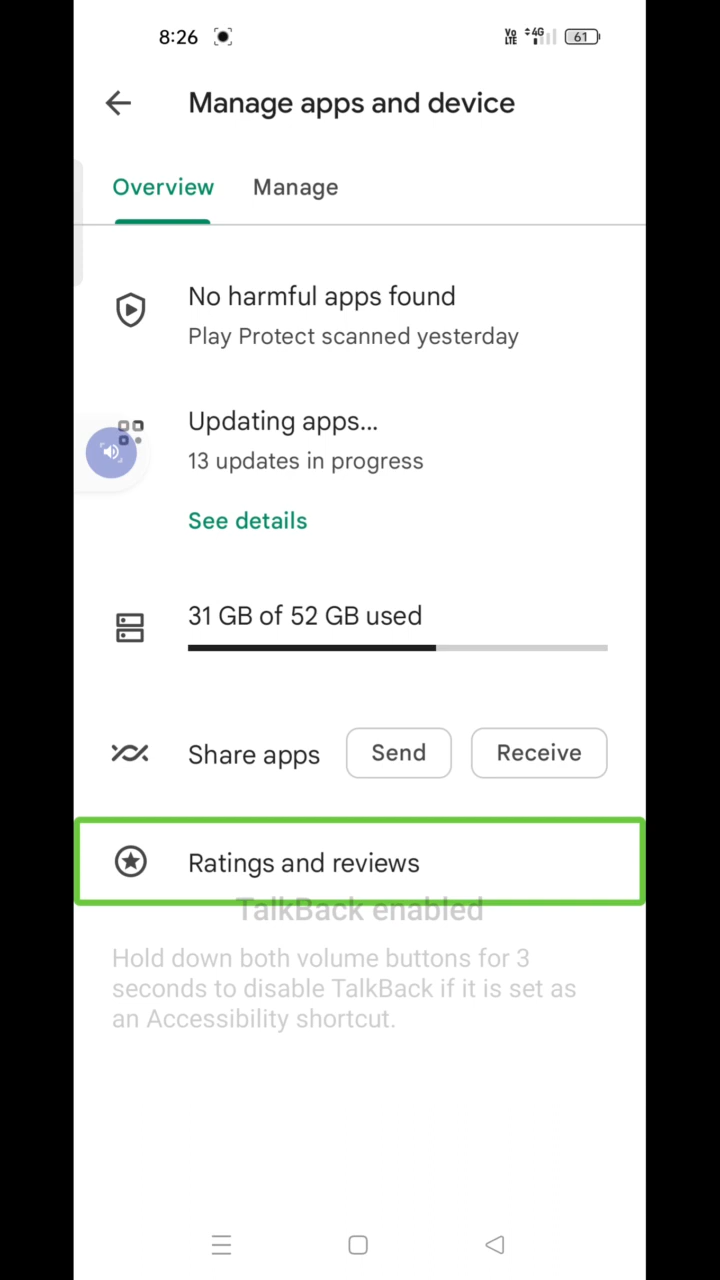 8:26
Vo LTE
4G
61
Manage apps and device
Overview
Manage
No harmful apps found
Play Protect scanned yesterday
Updating apps...
13 updates in progress
See details
31 GB of 52 GB used
Share apps
Send
Receive
Ratings and reviews
TalkBack enabled
Hold down both volume buttons for 3
seconds to disable TalkBack if it is set as
an Accessibility shortcut.